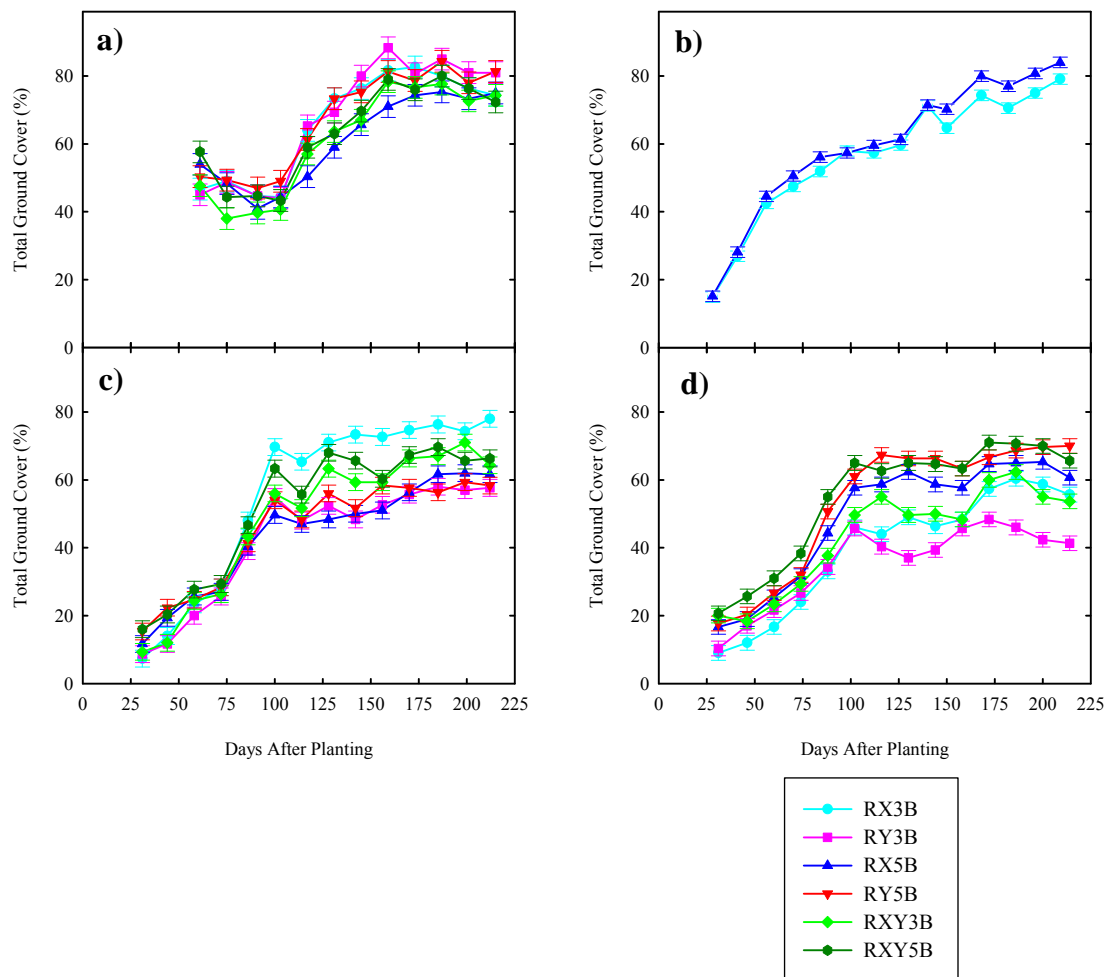 a)
b)
Total Ground Cover (%)
80
60
40
20
0
Total Ground Cover (%)
80
60
40
20
0
c)
d)
Total Ground Cover (%)
80
60
40
20
0
0 25 50 75 100 125 150 175 200 225
Days After Planting
Total Ground Cover (%)
80
60
40
20
0
0 25 50 75 100 125 150 175 200 225
Days After Planting
RX3B
RY3B
RX5B
RY5B
RXY3B
RXY5B